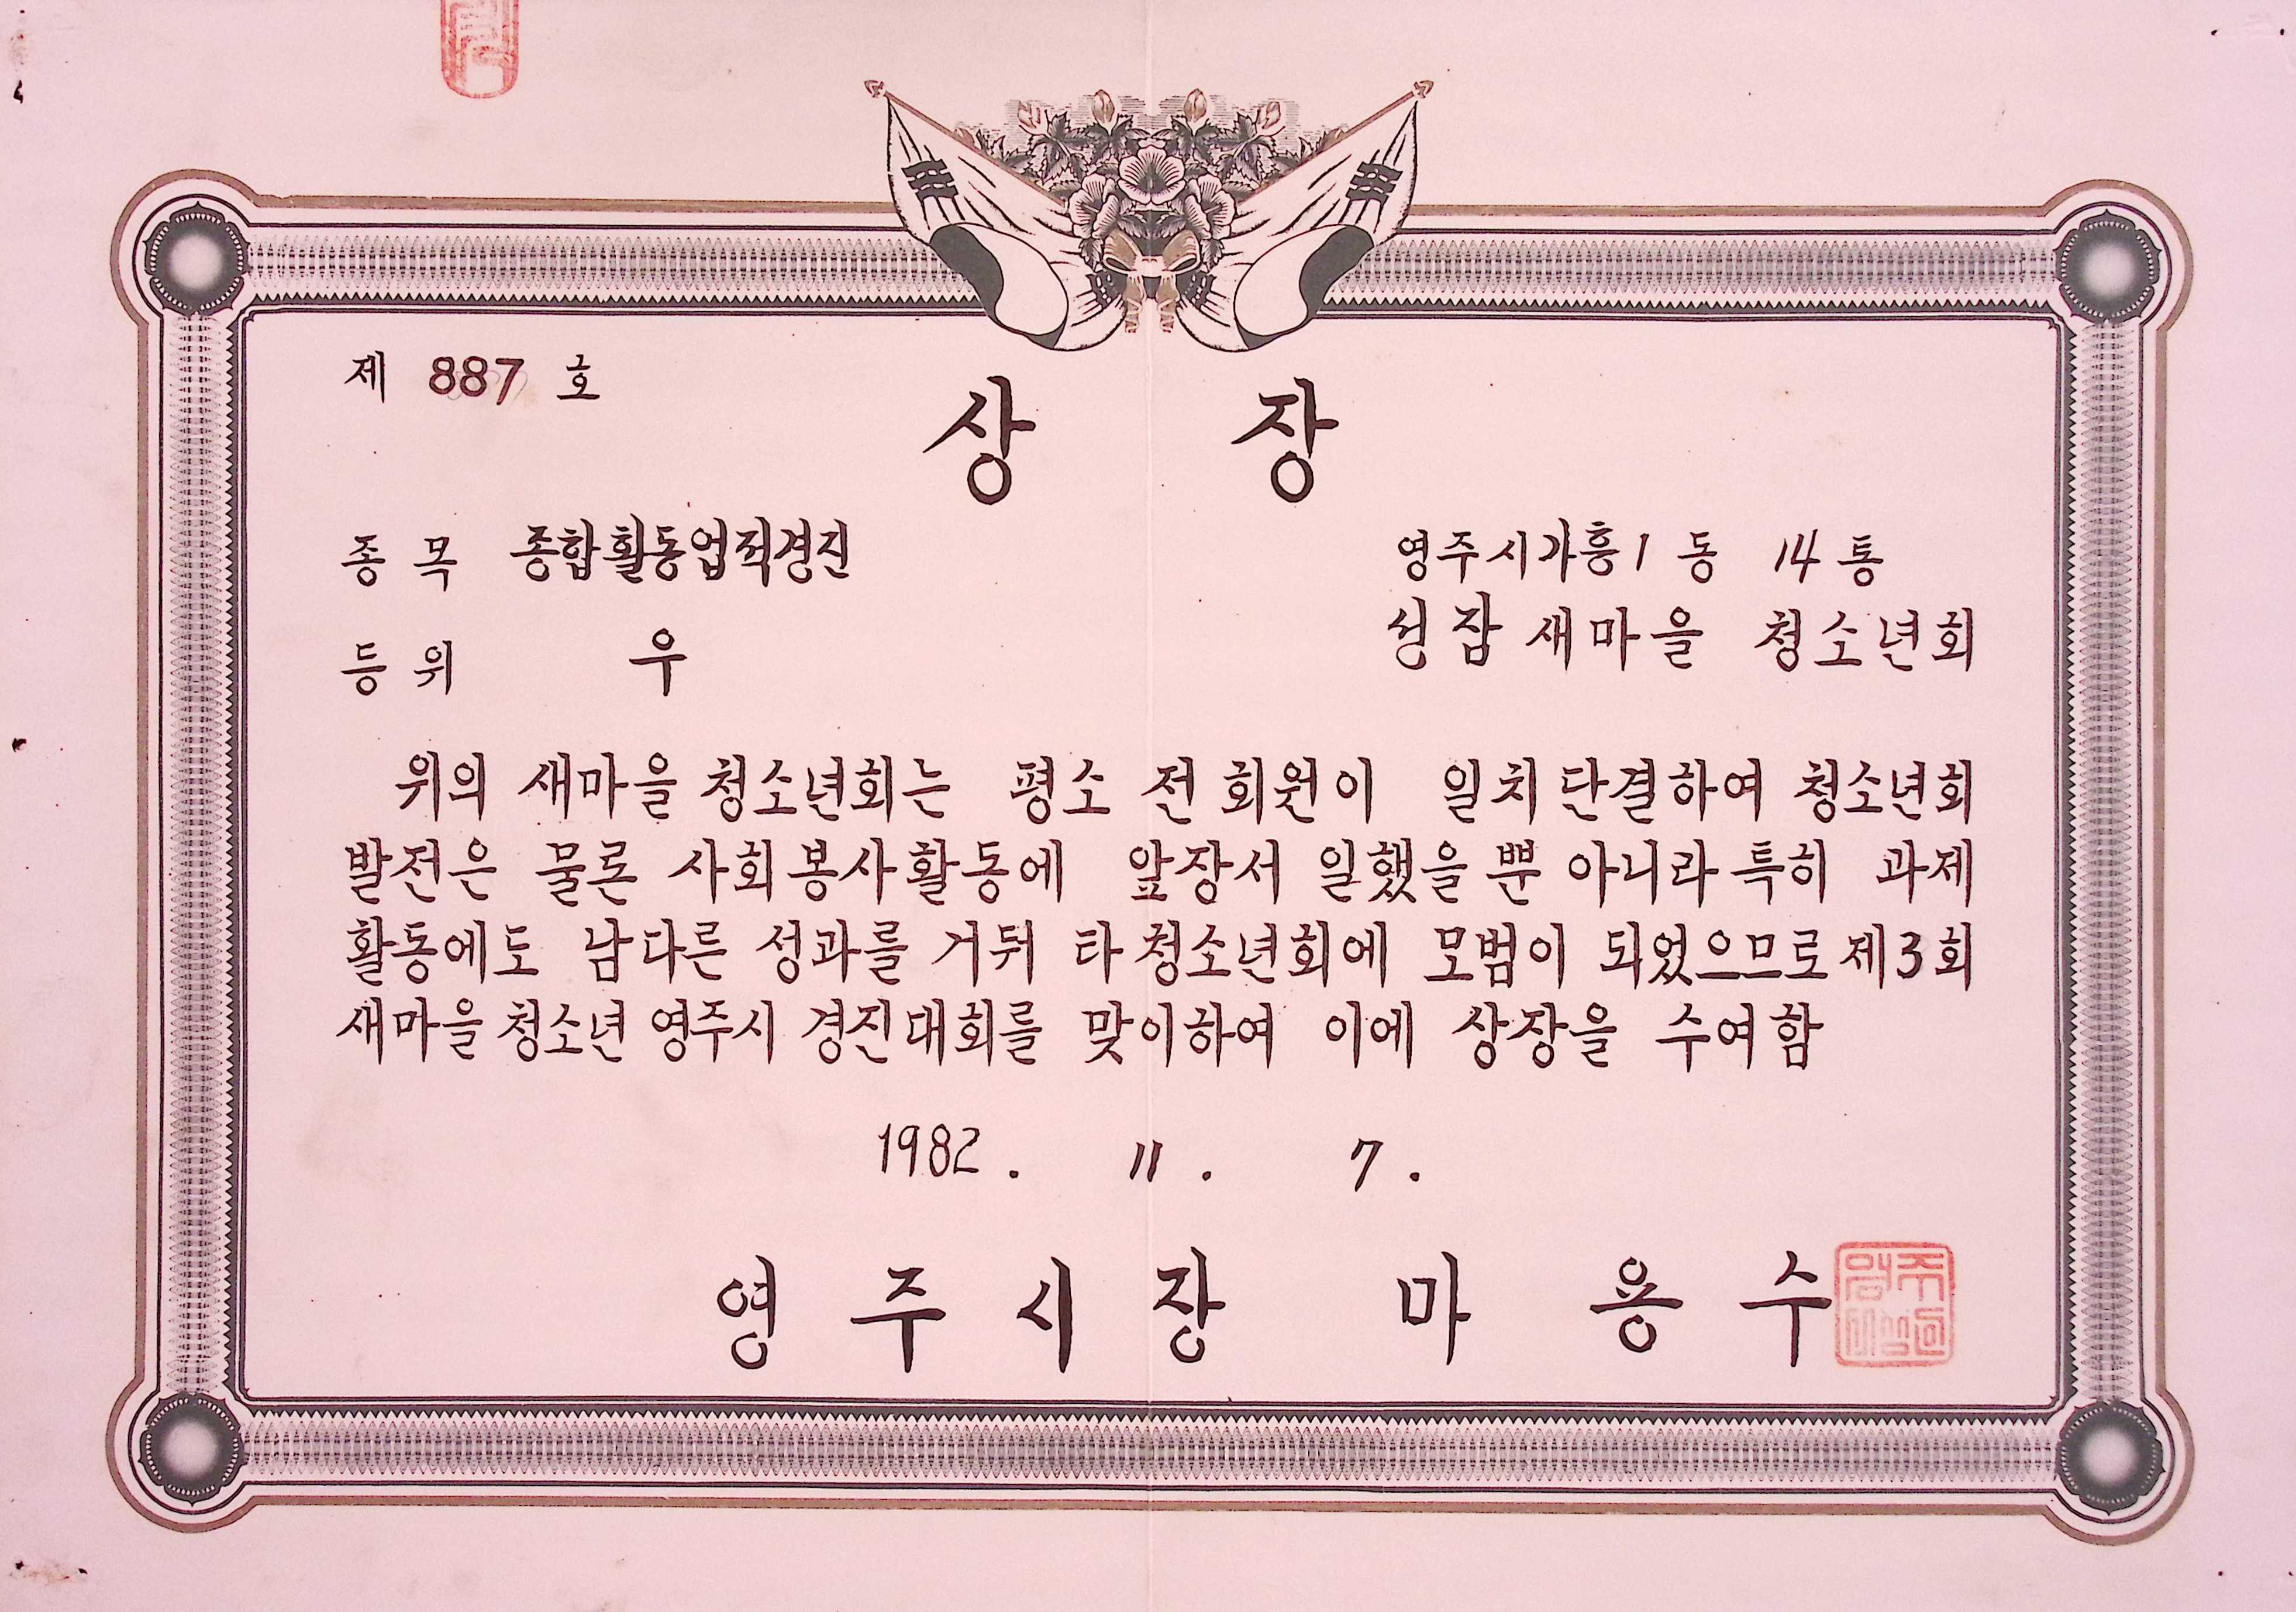 제 887 호
상 장
종 목 종합활동업적경진
등 위 우
영주시가흥1동 14통
성잠 새마을 청소년회
위의 새마을 청소년회는 평소 전 회원이 일치 단결하여 청소년회
발전은 물론 사회 봉사 활동에 앞장서 일했을 뿐 아니라 특히 과제
활동에도 남다른 성과를 거둬 타 청소년회에 모범이 되었으므로 제3회
새마을 청소년 영주시 경진대회를 맞이하여 이에 상장을 수여함
1982. 11. 7.
영 주 시 장 마 용 수